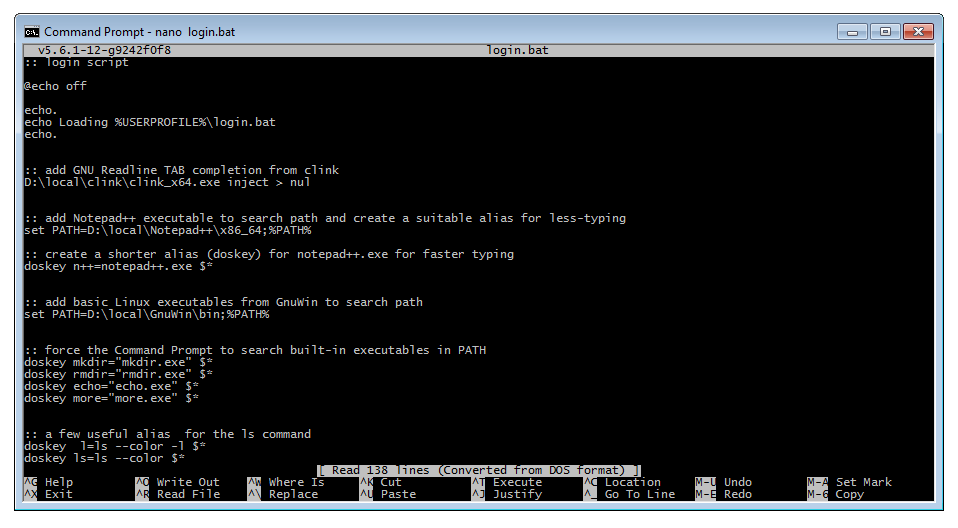 Command Prompt - nano login.bat
v5.6.1-12-g9242f0f8 login.bat
:: login script
@echo off
echo.
echo Loading %USERPROFILE%\login.bat
echo.
:: add GNU Readline TAB completion from clink
D:\local\clink\clink_x64.exe inject > nul
:: add Notepad++ executable to search path and create a suitable alias for less-typing
set PATH=D:\local\Notepad++\x86_64;%PATH%
:: create a shorter alias (doskey) for notepad++.exe for faster typing
doskey n++=notepad++.exe $*
:: add basic Linux executables from GnuWin to search path
set PATH=D:\local\GnuWin\bin;%PATH%
:: force the Command Prompt to search built-in executables in PATH
doskey mkdir="mkdir.exe" $*
doskey rmdir="rmdir.exe" $*
doskey echo="echo.exe" $*
doskey more="more.exe" $*
:: a few useful alias  for the ls command
doskey  l=ls --color -l $*
doskey ls=ls --color $*
[ Read 138 lines (Converted from DOS format) ]
^G Help ^O Write Out ^W Where Is ^K Cut ^T Execute ^C Location M-U Undo M-A Set Mark
^X Exit ^R Read File ^\ Replace ^U Paste ^J Justify ^_ Go To Line M-E Redo M-6 Copy